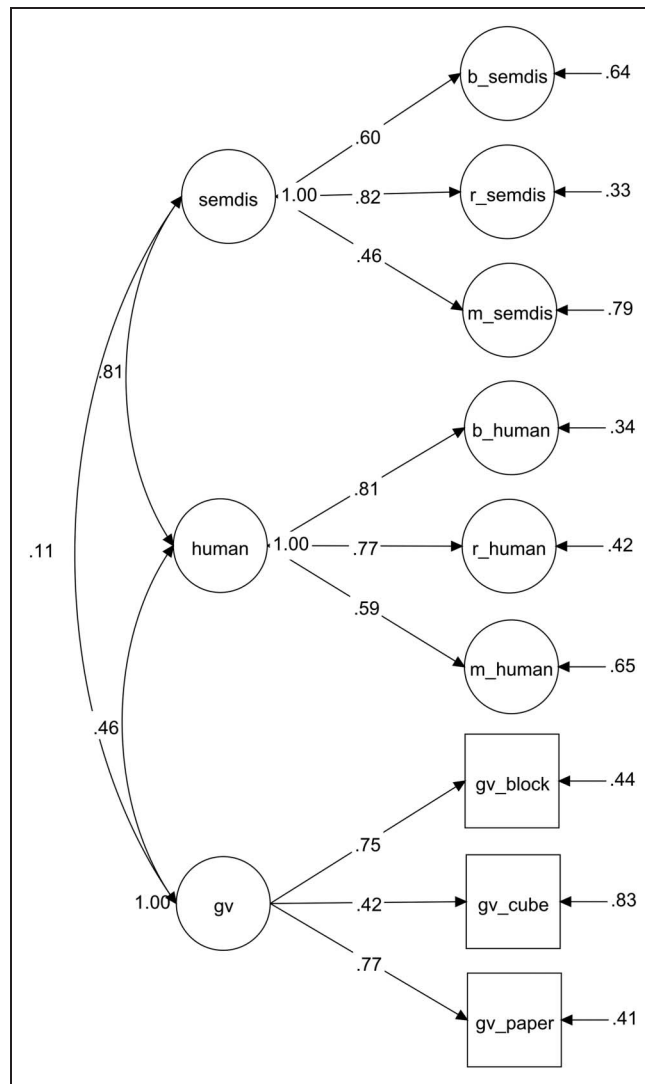 b_semdis
.64
.60
semdis
1.00
.82
r_semdis
.33
.46
m_semdis
.79
.81
b_human
.34
.81
.11
human
1.00
.77
r_human
.42
.59
m_human
.65
.46
gv_block
.44
.75
1.00
gv
.42
gv_cube
.83
.77
gv_paper
.41